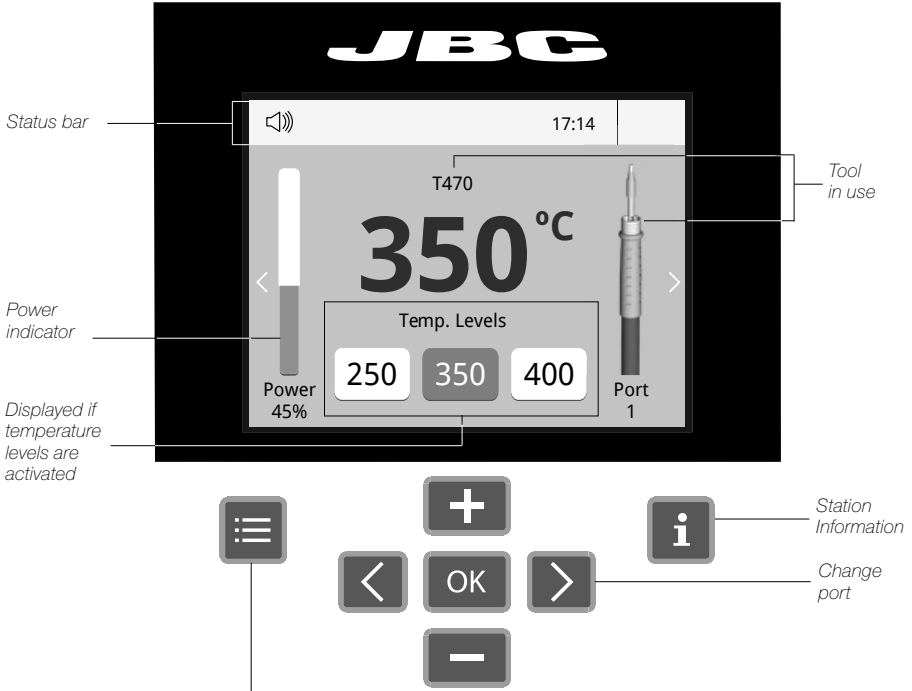 JBC
Status bar
17:14
Tool
in use
T470
350ºC
Power
indicator
Temp. Levels
250 350 400
Power
45%
Port
1
Displayed if
temperature
levels are
activated
Station
Information
i
OK
Change
port